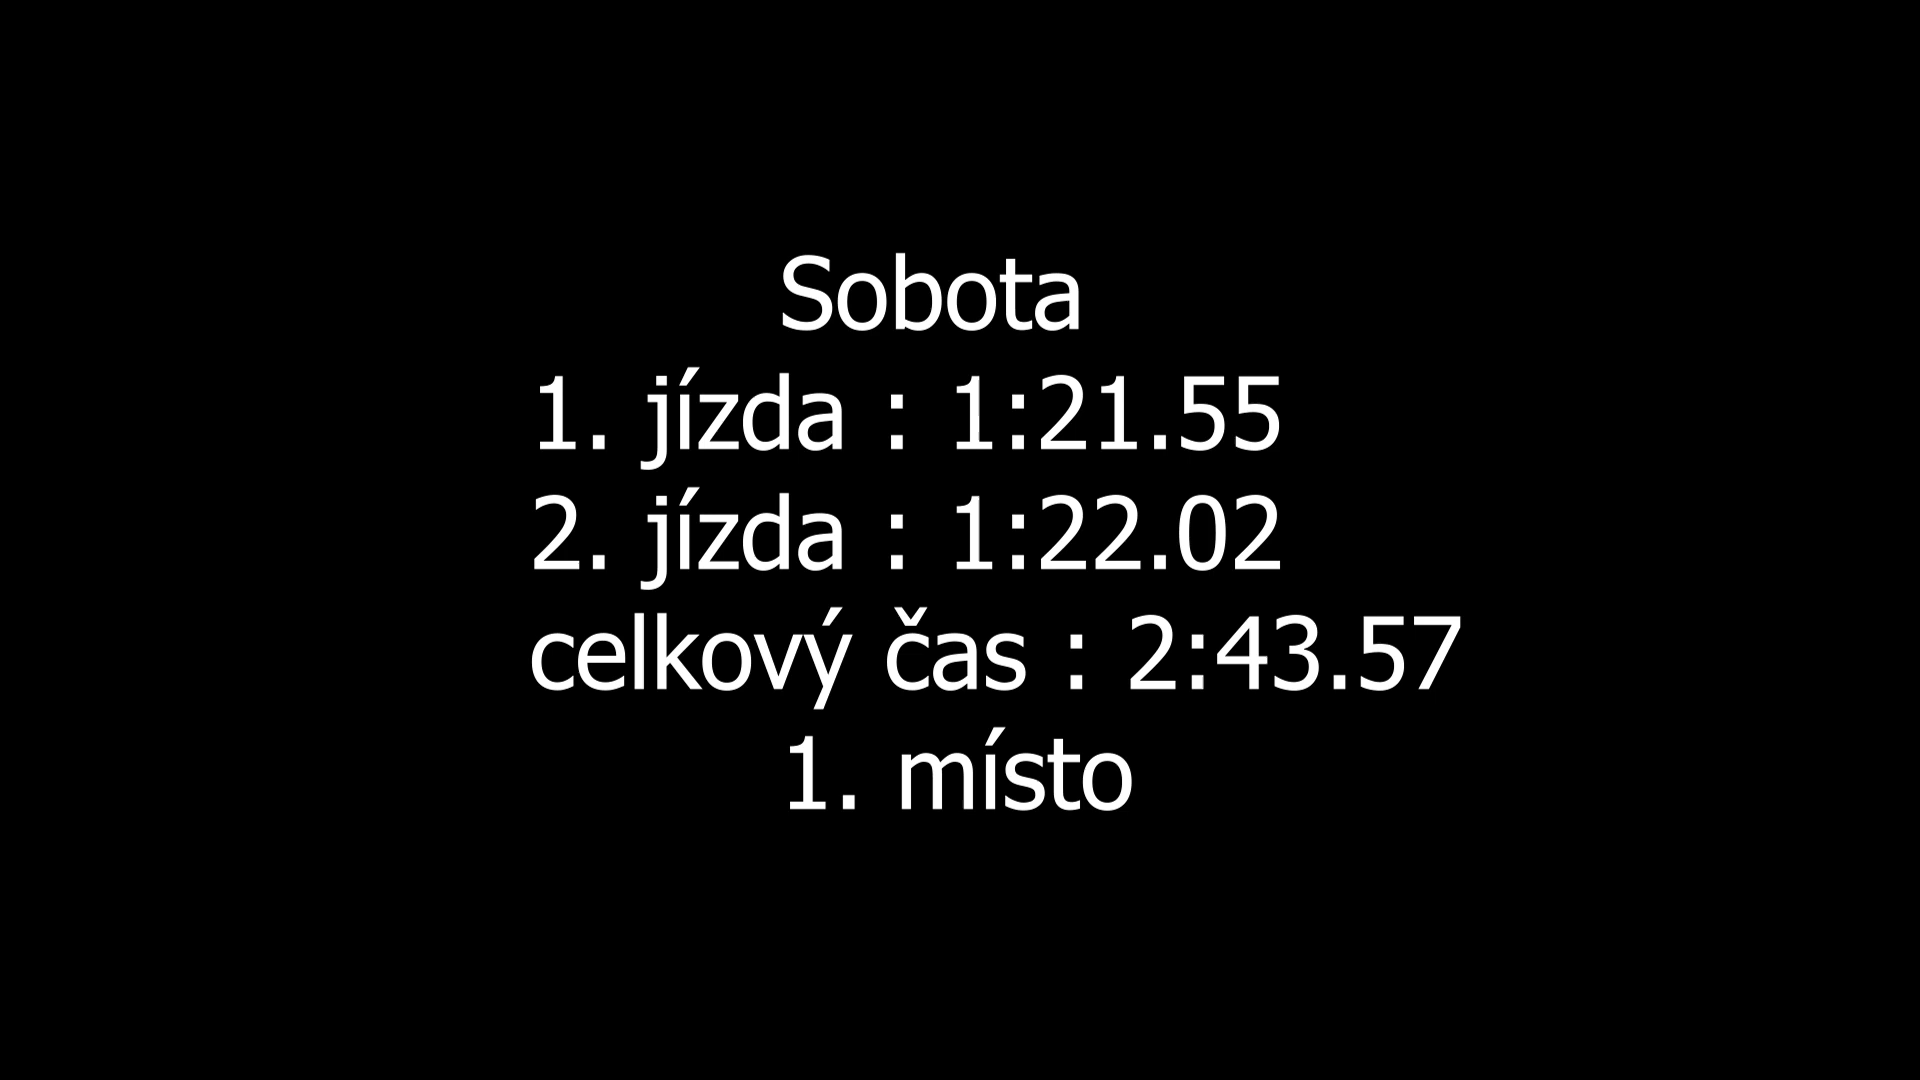 Sobota
1. jízda : 1:21.55
2. jízda : 1:22.02
celkový čas : 2:43.57
1. místo